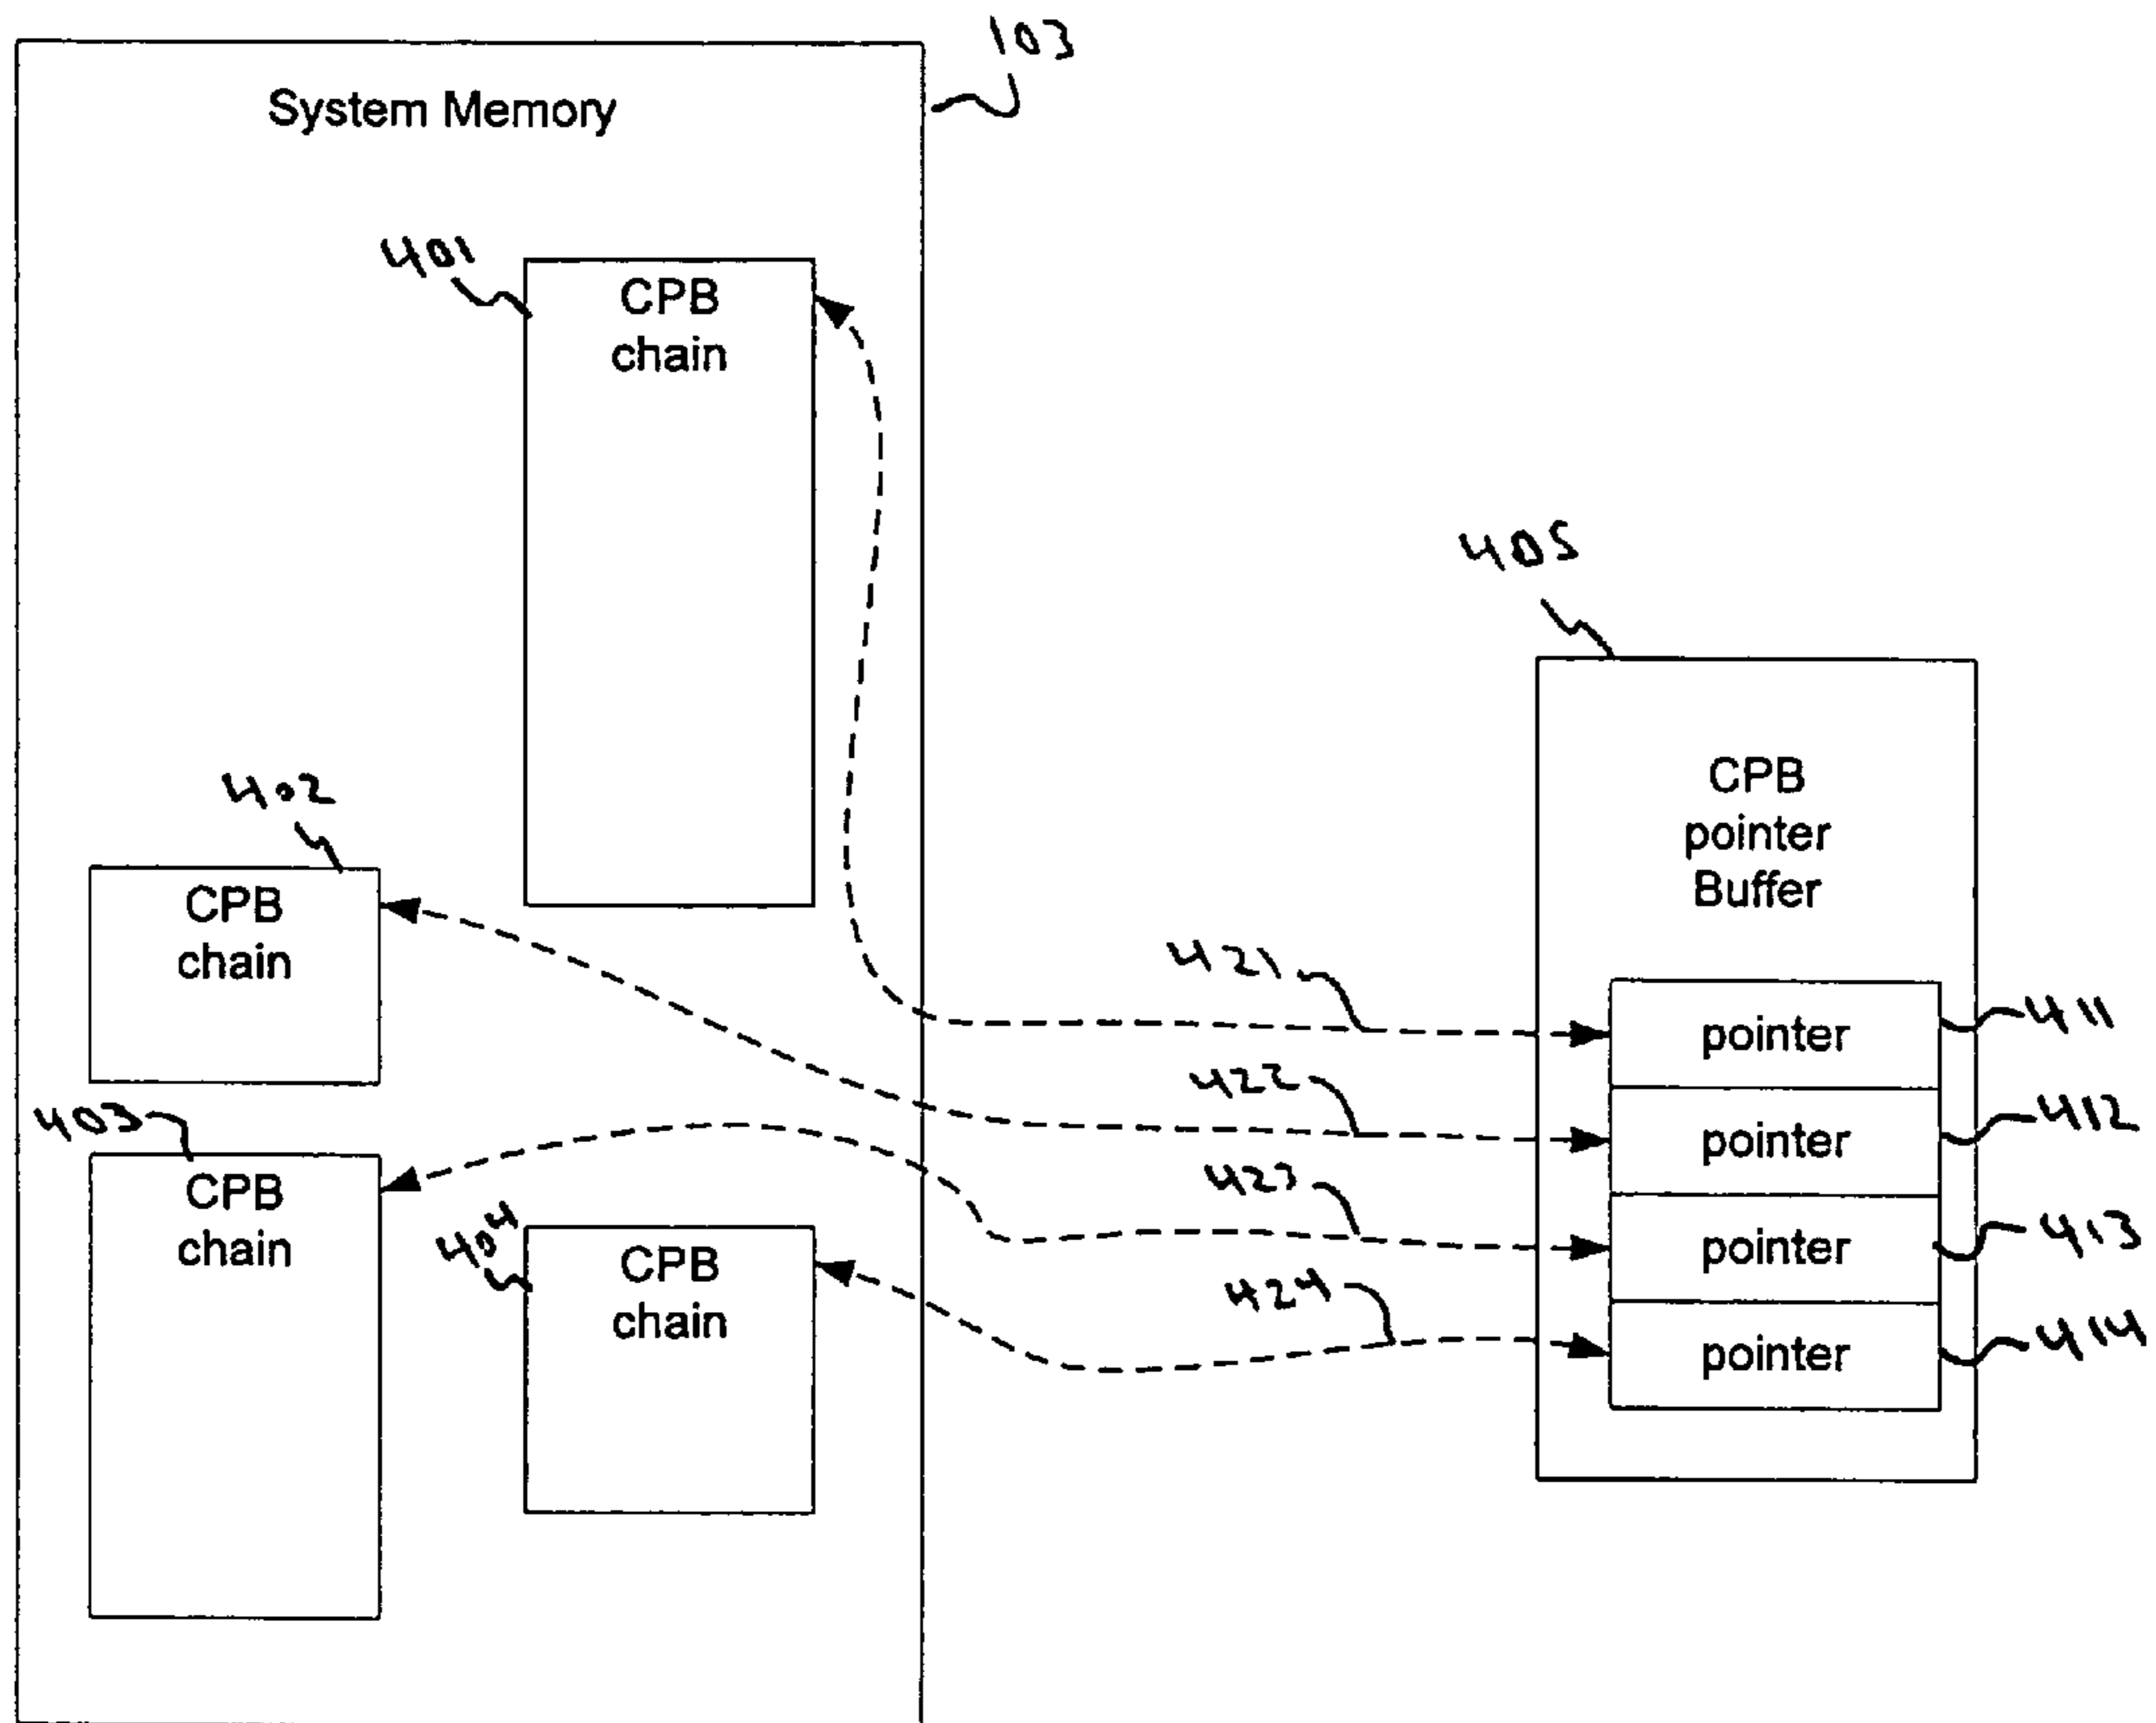 103
System Memory
401
CPB
chain
405
CPB
pointer
Buffer
402
CPB
chain
421
pointer
411
422
pointer
412
403
CPB
chain
423
pointer
413
404
CPB
chain
424
pointer
414